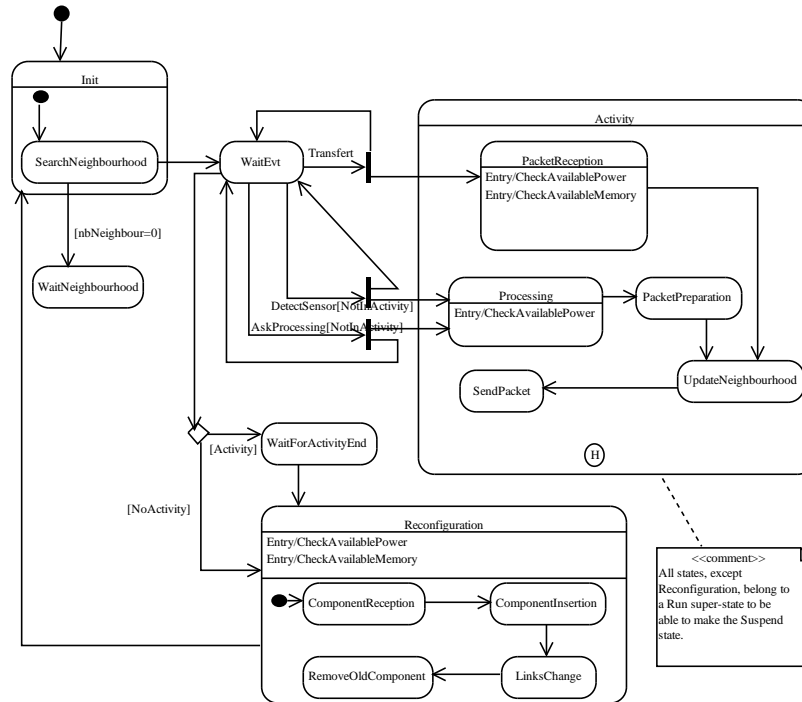 Init
Activity
SearchNeighbourhood
WaitEvt
Transfert
PacketReception
Entry/CheckAvailablePower
Entry/CheckAvailableMemory
[nbNeighbour=0]
WaitNeighbourhood
DetectSensor[NotInActivity]
AskProcessing[NotInActivity]
Processing
Entry/CheckAvailablePower
PacketPreparation
SendPacket
UpdateNeighbourhood
H
[Activity]
WaitForActivityEnd
[NoActivity]
Reconfiguration
Entry/CheckAvailablePower
Entry/CheckAvailableMemory
ComponentReception
ComponentInsertion
RemoveOldComponent
LinksChange
<<comment>>
All states, except
Reconfiguration, belong to
a Run super-state to be
able to make the Suspend
state.